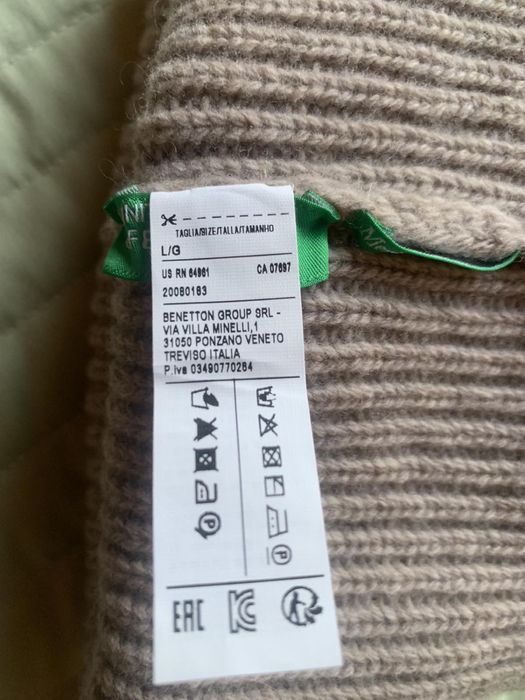 TAGLIA/SIZE/TALLA/TAMANHO
L/G
US RN 64961 CA 07697
20080183
BENETTON GROUP SRL -
VIA VILLA MINELLI,1
31050 PONZANO VENETO
TREVISO ITALIA
P.Iva 03490770264
P P
EAC